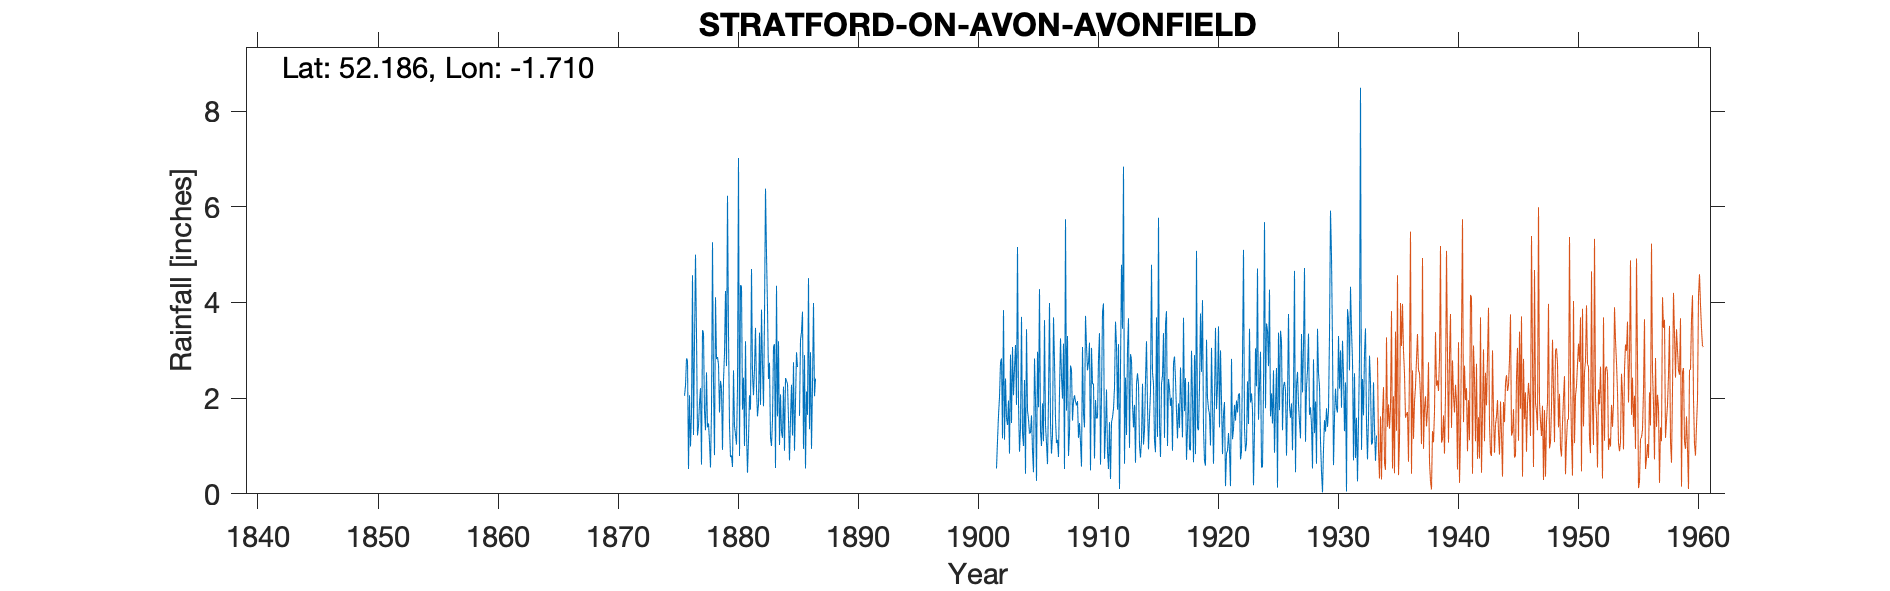 STRATFORD-ON-AVON-AVONFIELD
Lat: 52.186, Lon: -1.710
Rainfall [inches]
8
6
4
2
0
1840 1850 1860 1870 1880 1890 1900 1910 1920 1930 1940 1950 1960
Year